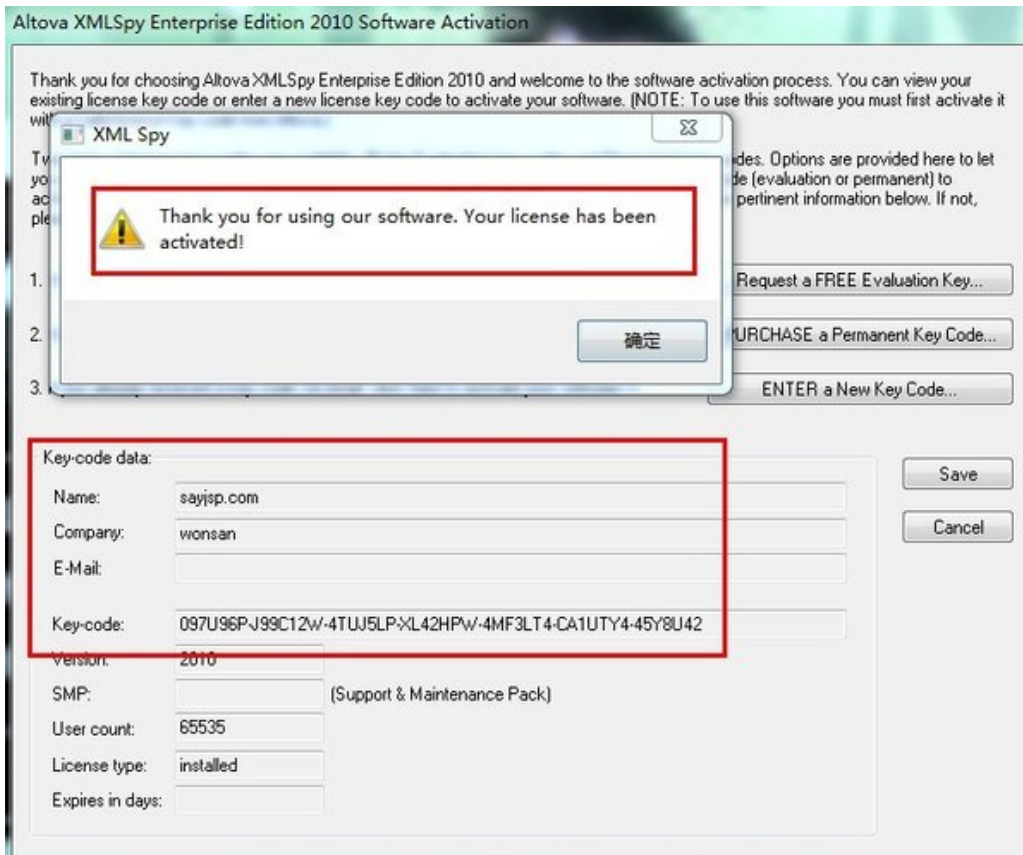 Altova XMLSpy Enterprise Edition 2010 Software Activation
Thank you for choosing Altova XMLSpy Enterprise Edition 2010 and welcome to the software activation process. You can view your
existing license key code or enter a new license key code to activate your software. (NOTE: To use this software you must first activate it
XML Spy
Thank you for using our software. Your license has been
activated!
确定
Options are provided here to let
(evaluation or permanent) to
pertinent information below. If not,
1.
Request a FREE Evaluation Key...
2.
a Permanent Key Code...
3.
ENTER a New Key Code...
Key-code data:
Name: sayjsp.com
Company: wonsan
E-Mail:
Key-code: 097U96P-J99C12W-4TUJ5LP-XL42HPW-4MF3LT4-CA1UTY4-45Y8U42
Version: 2010
SMP: (Support & Maintenance Pack)
User count: 65535
License type: installed
Expires in days:
Save
Cancel